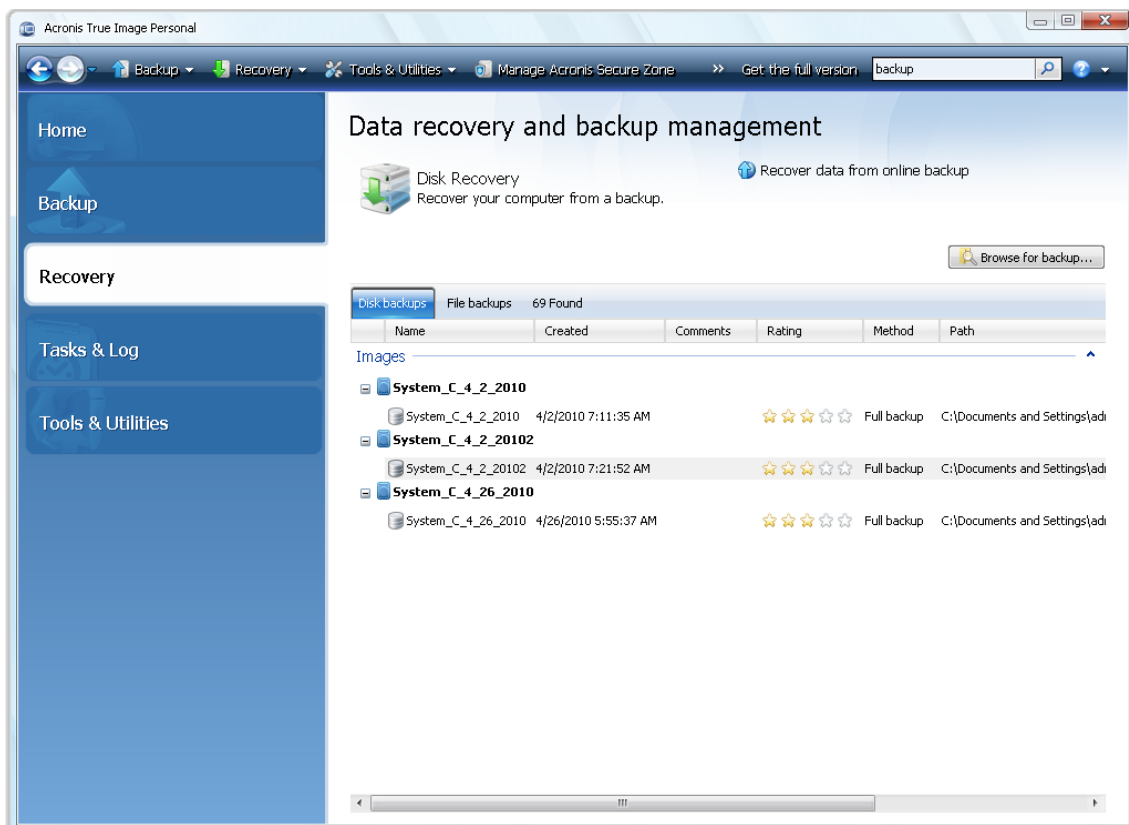 Acronis True Image Personal
Backup Recovery Tools & Utilities Manage Acronis Secure Zone >> Get the full version backup
Home
Backup
Recovery
Tasks & Log
Tools & Utilities
Data recovery and backup management
Disk Recovery
Recover your computer from a backup.
Recover data from online backup
Browse for backup...
Disk backups File backups 69 Found
Name Created Comments Rating Method Path
Images
System_C_4_2_2010
System_C_4_2_2010 4/2/2010 7:11:35 AM Full backup C:\Documents and Settings\adi
System_C_4_2_20102
System_C_4_2_20102 4/2/2010 7:21:52 AM Full backup C:\Documents and Settings\adi
System_C_4_26_2010
System_C_4_26_2010 4/26/2010 5:55:37 AM Full backup C:\Documents and Settings\adi